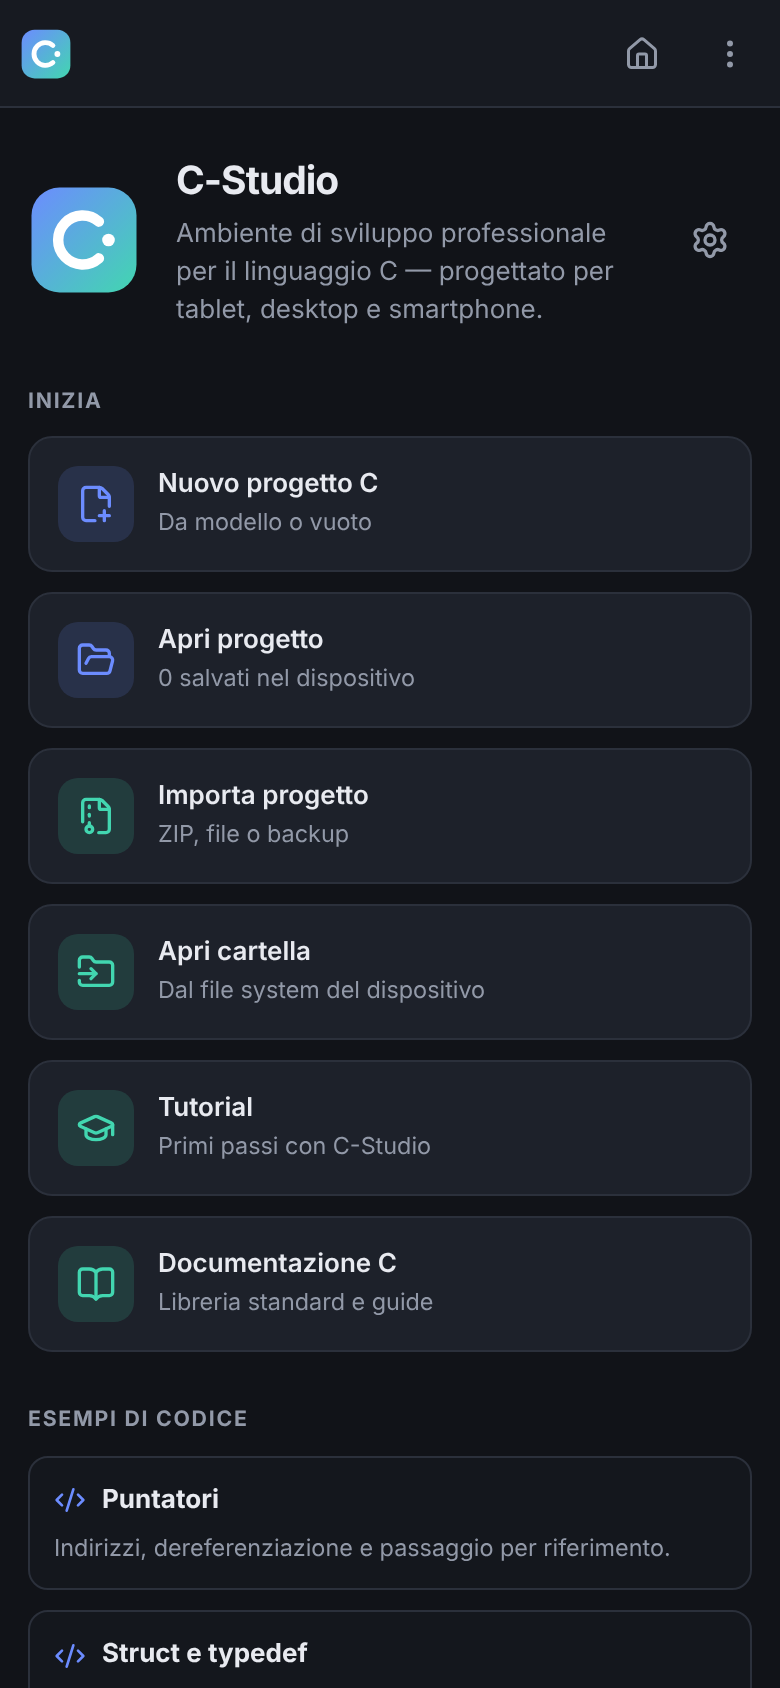 C-Studio
Ambiente di sviluppo professionale
per il linguaggio C — progettato per
tablet, desktop e smartphone.
INIZIA
Nuovo progetto C
Da modello o vuoto
Apri progetto
0 salvati nel dispositivo
Importa progetto
ZIP, file o backup
Apri cartella
Dal file system del dispositivo
Tutorial
Primi passi con C-Studio
Documentazione C
Libreria standard e guide
ESEMPI DI CODICE
Puntatori
Indirizzi, dereferenziazione e passaggio per riferimento.
Struct e typedef